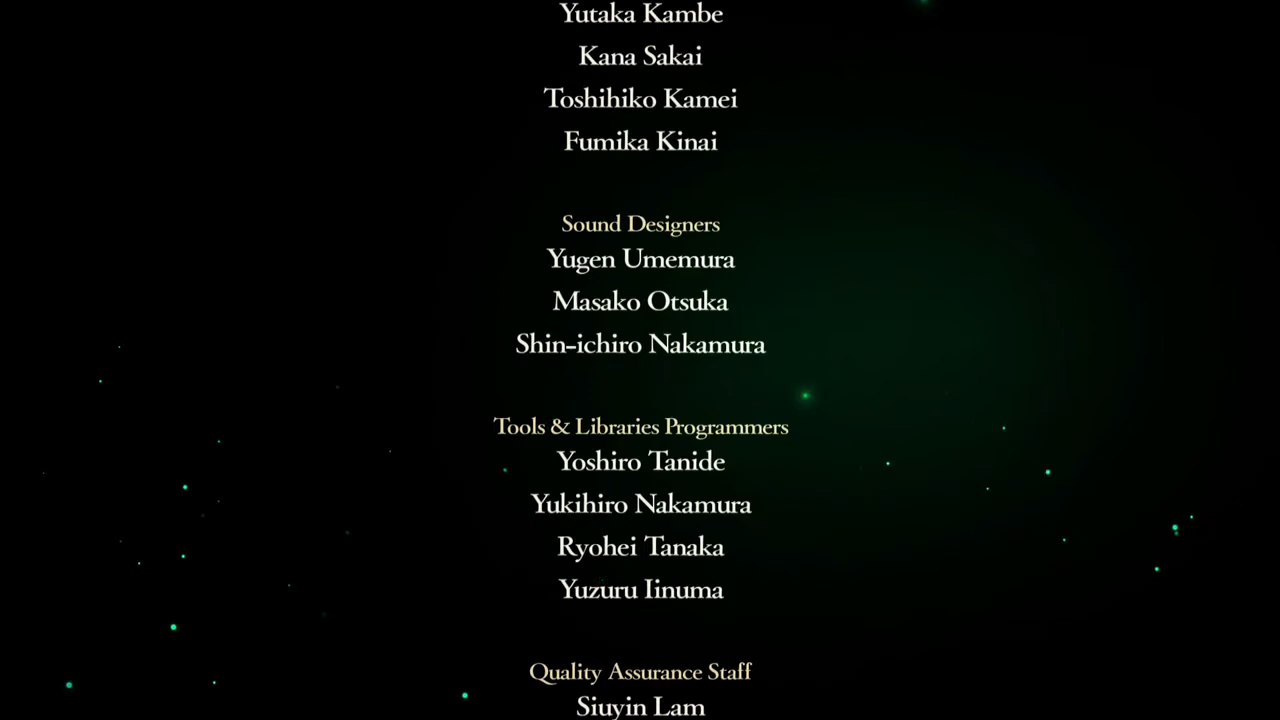 Yutaka Kambe
Kana Sakai
Toshihiko Kamei
Fumika Kinai
Sound Designers
Yugen Umemura
Masako Otsuka
Shin-ichiro Nakamura
Tools & Libraries Programmers
Yoshiro Tanide
Yukihiro Nakamura
Ryohei Tanaka
Yuzuru Iinuma
Quality Assurance Staff
Siuyin Lam